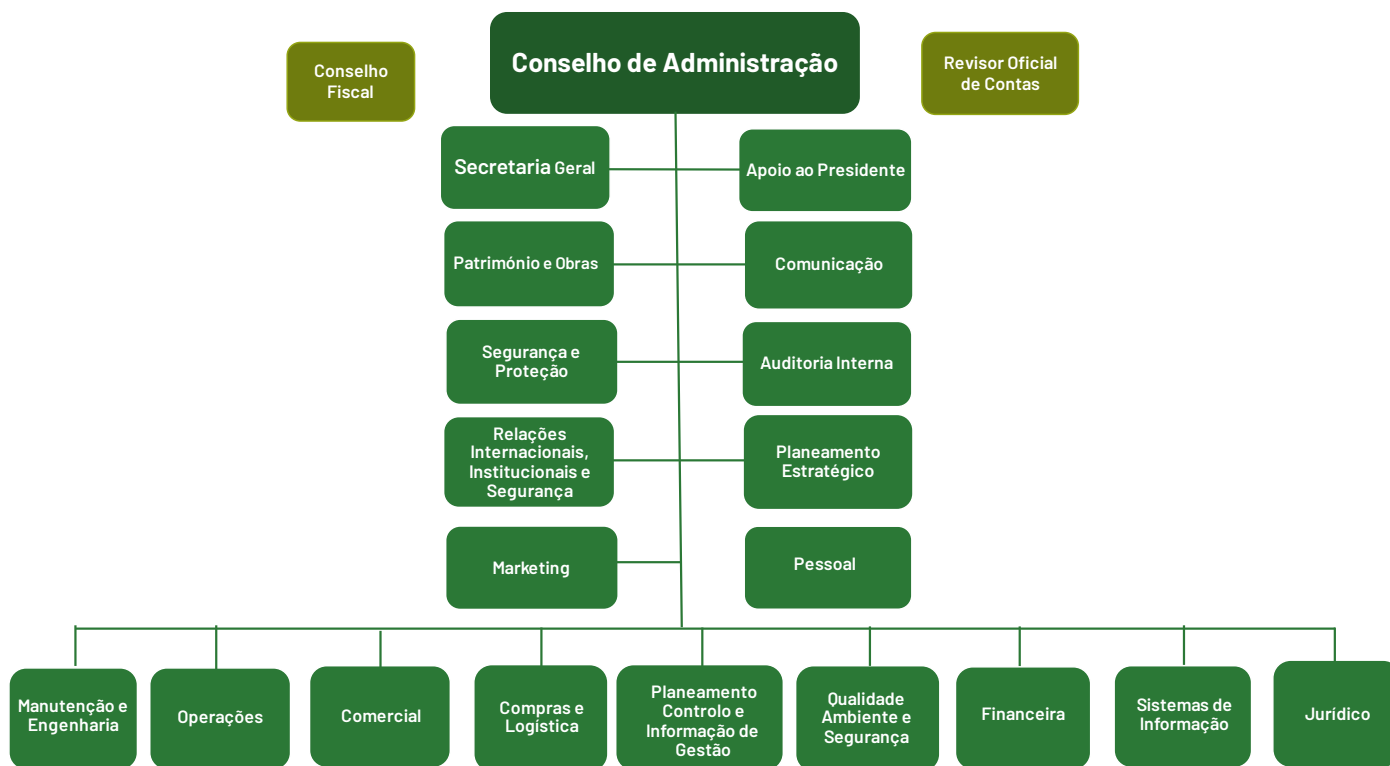 Conselho de Administração
Conselho
Fiscal
Revisor Oficial
de Contas
Secretaria Geral
Apoio ao Presidente
Património e Obras
Comunicação
Segurança e
Proteção
Auditoria Interna
Relações
Internacionais,
Institucionais e
Segurança
Planeamento
Estratégico
Marketing
Pessoal
Manutenção e
Engenharia
Operações
Comercial
Compras e
Logística
Planeamento
Controlo e
Informação de
Gestão
Qualidade
Ambiente e
Segurança
Financeira
Sistemas de
Informação
Jurídico